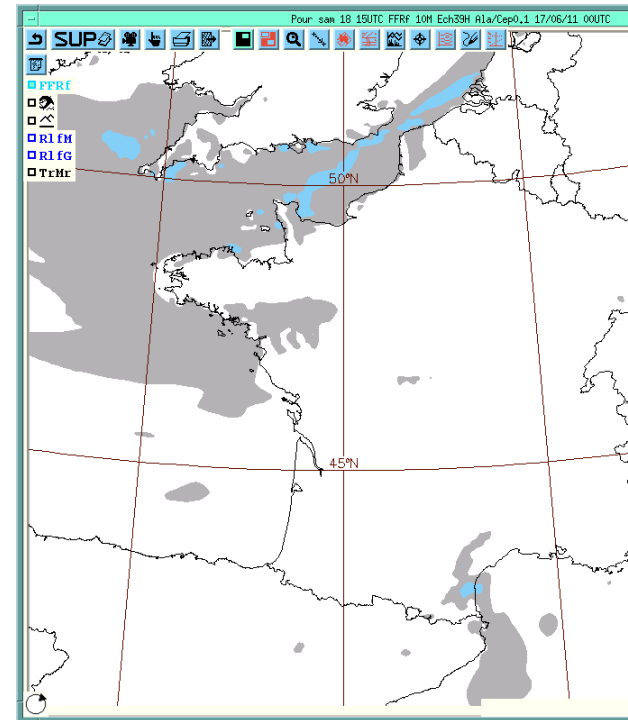 Pour sam 18 15UTC FFRf 10M Ech39H Ala/Cep0.1 17/06/11 00UTC
SUP
FFRf
RlfM
RlfG
TrMr
50°N
45°N